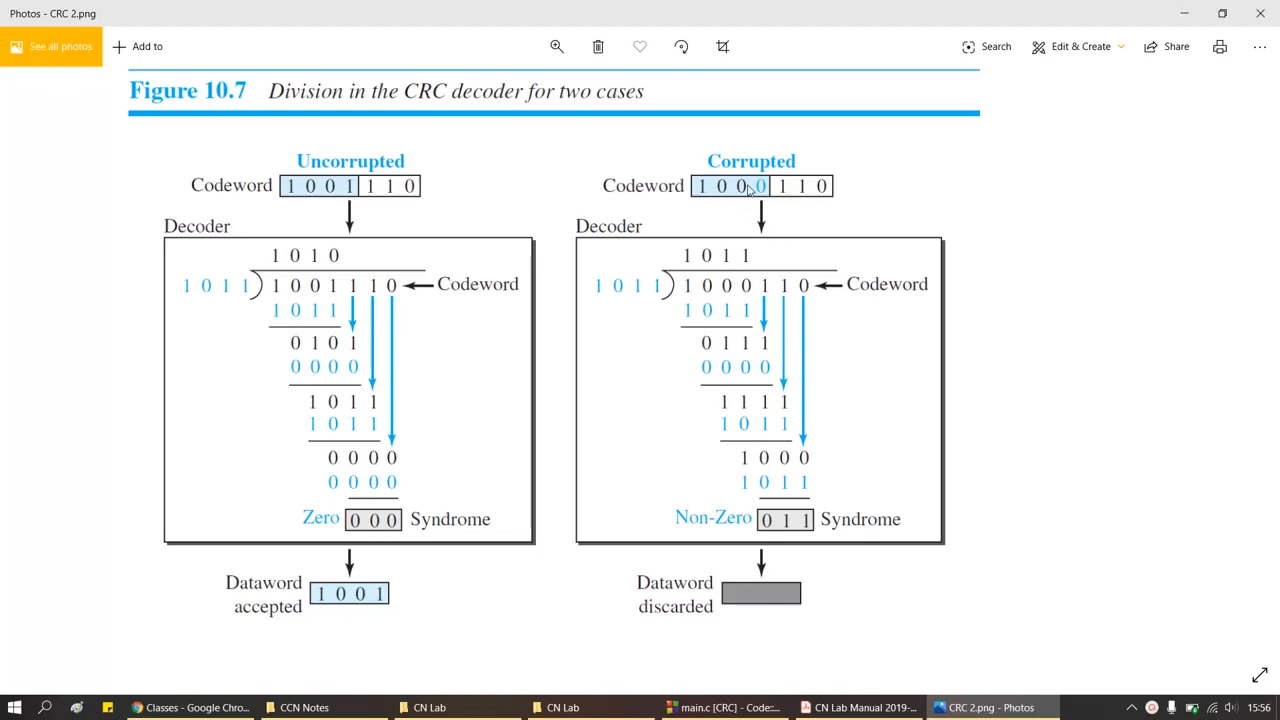 Photos - CRC 2.png
See all photos
Add to
Search
Edit & Create
Share
Figure 10.7 Division in the CRC decoder for two cases
Uncorrupted
Codeword 1 0 0 1 1 1 0
Decoder
1 0 1 0
1 0 1 1 ) 1 0 0 1 1 1 0 Codeword
1 0 1 1
0 1 0 1
0 0 0 0
1 0 1 1
1 0 1 1
0 0 0 0
0 0 0 0
Zero 0 0 0 Syndrome
Dataword 1 0 0 1
accepted
Corrupted
Codeword 1 0 0 0 1 1 0
Decoder
1 0 1 1
1 0 1 1 ) 1 0 0 0 1 1 0 Codeword
1 0 1 1
0 1 1 1
0 0 0 0
1 1 1 1
1 0 1 1
1 0 0 0
1 0 1 1
Non-Zero 0 1 1 Syndrome
Dataword
discarded
Classes - Google Chro...
CCN Notes
CN Lab
CN Lab
main.c [CRC] - Code:...
CN Lab Manual 2019-...
CRC 2.png - Photos
15:56